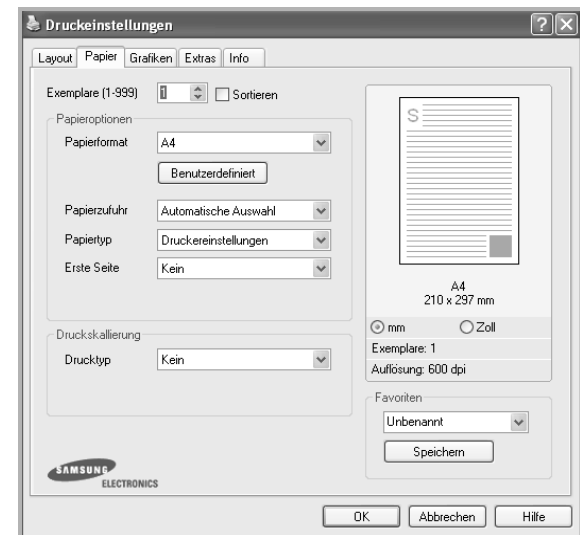 Druckeinstellungen
Layout Papier Grafiken Extras Info
Exemplare (1-999) 1 Sortieren
Papieroptionen
Papierformat A4
Benutzerdefiniert
Papierzufuhr Automatische Auswahl
Papiertyp Druckereinstellungen
Erste Seite Kein
Druckskallierung
Drucktyp Kein
SAMSUNG
ELECTRONICS
S
A4
210 x 297 mm
mm Zoll
Exemplare: 1
Auflösung: 600 dpi
Favoriten
Unbenannt
Speichern
OK Abbrechen Hilfe